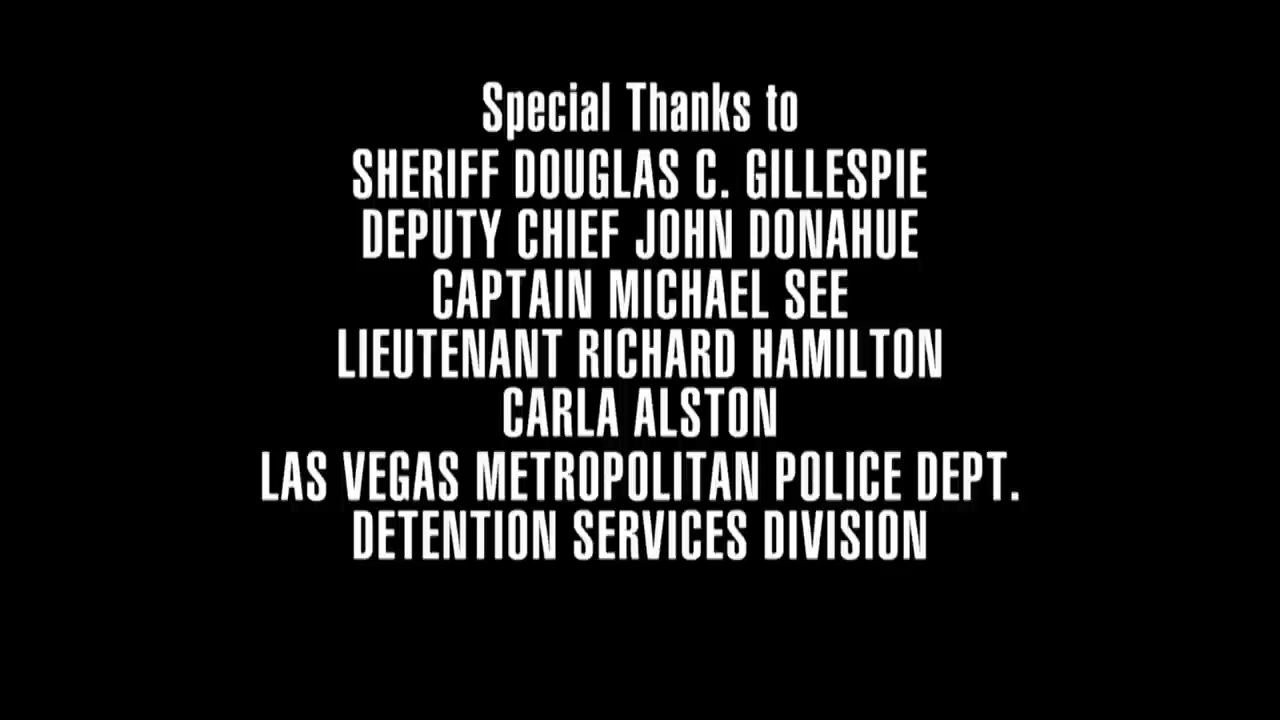 Special Thanks to
SHERIFF DOUGLAS C. GILLESPIE
DEPUTY CHIEF JOHN DONAHUE
CAPTAIN MICHAEL SEE
LIEUTENANT RICHARD HAMILTON
CARLA ALSTON
LAS VEGAS METROPOLITAN POLICE DEPT.
DETENTION SERVICES DIVISION